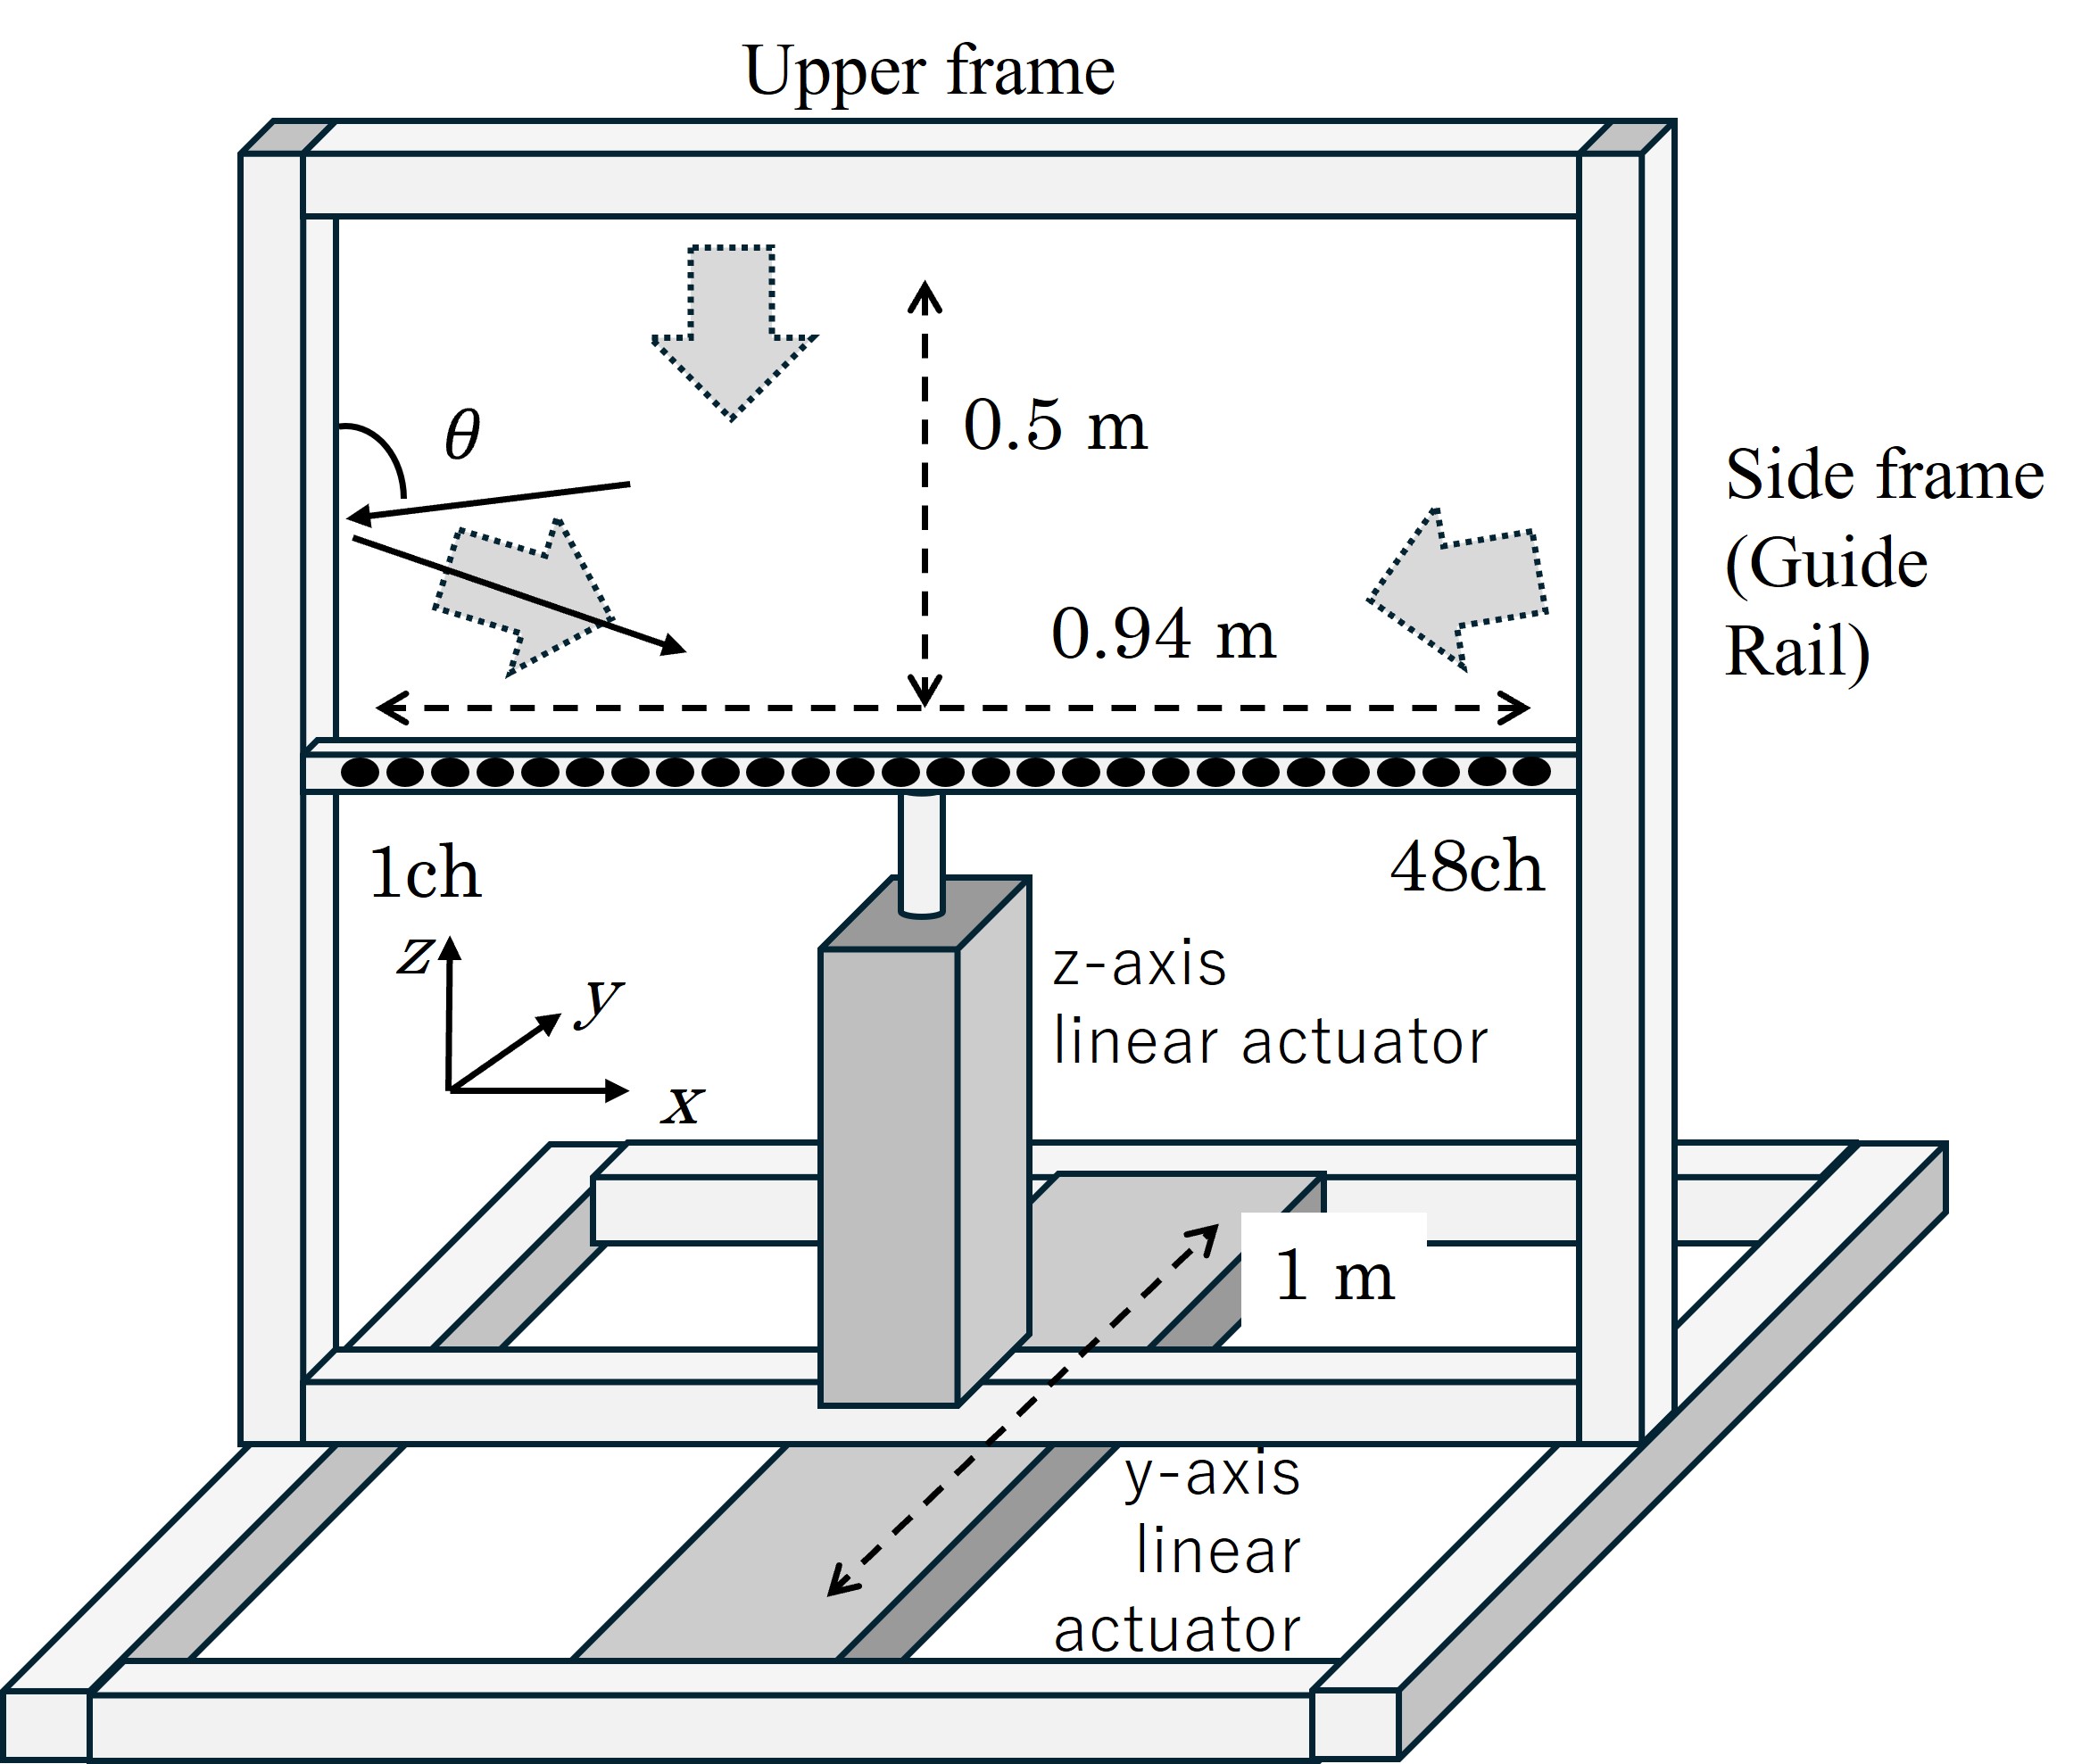 Upper frame
θ
0.5 m
0.94 m
Side frame
(Guide
Rail)
1ch
48ch
z
y
x
z-axis
linear actuator
1 m
y-axis
linear
actuator